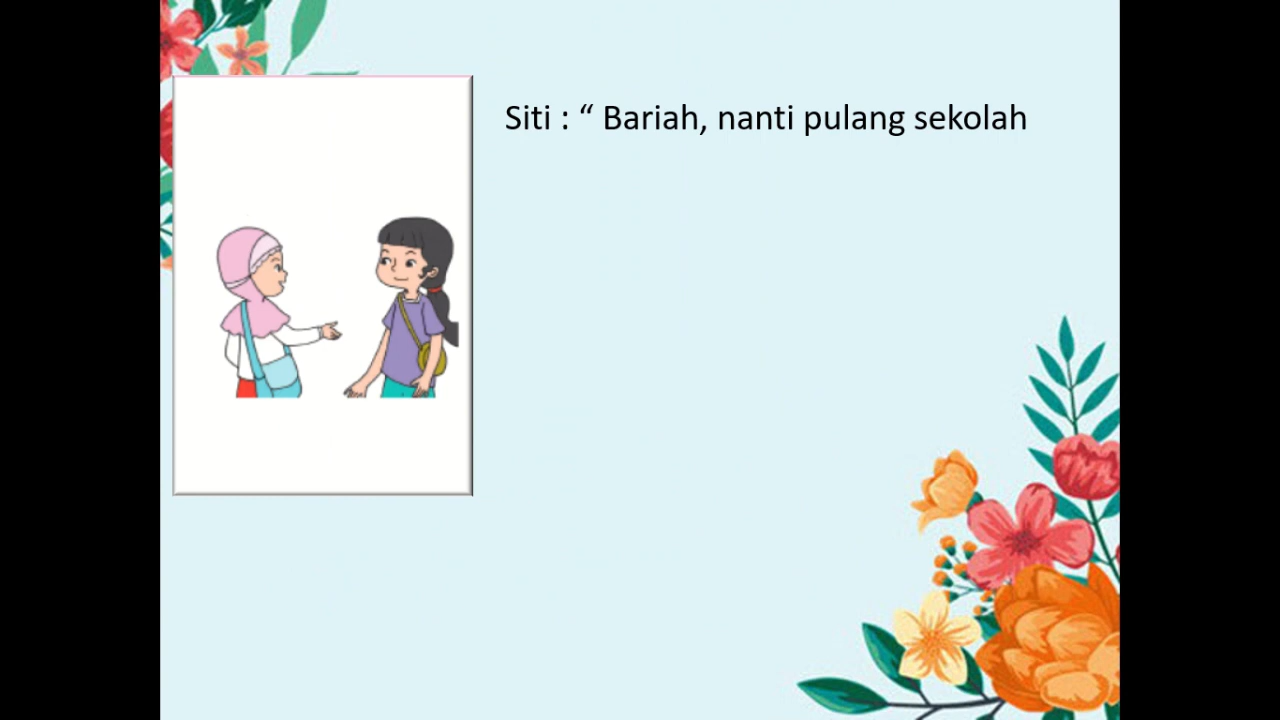 Siti : “ Bariah, nanti pulang sekolah